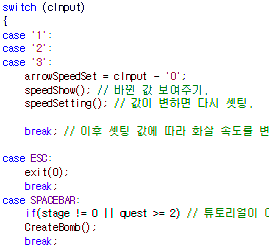 switch (cInput)
{
case '1':
case '2':
case '3':
arrowSpeedSet = cInput - '0';
speedShow(); // 바뀐 값 보여주기.
speedSetting(); // 값이 변하면 다시 셋팅.
break; // 이후 셋팅 값에 따라 화살 속도를 변
case ESC:
exit(0);
break;
case SPACEBAR:
if(stage != 0 || quest >= 2) // 튜토리얼이
CreateBomb();
break;